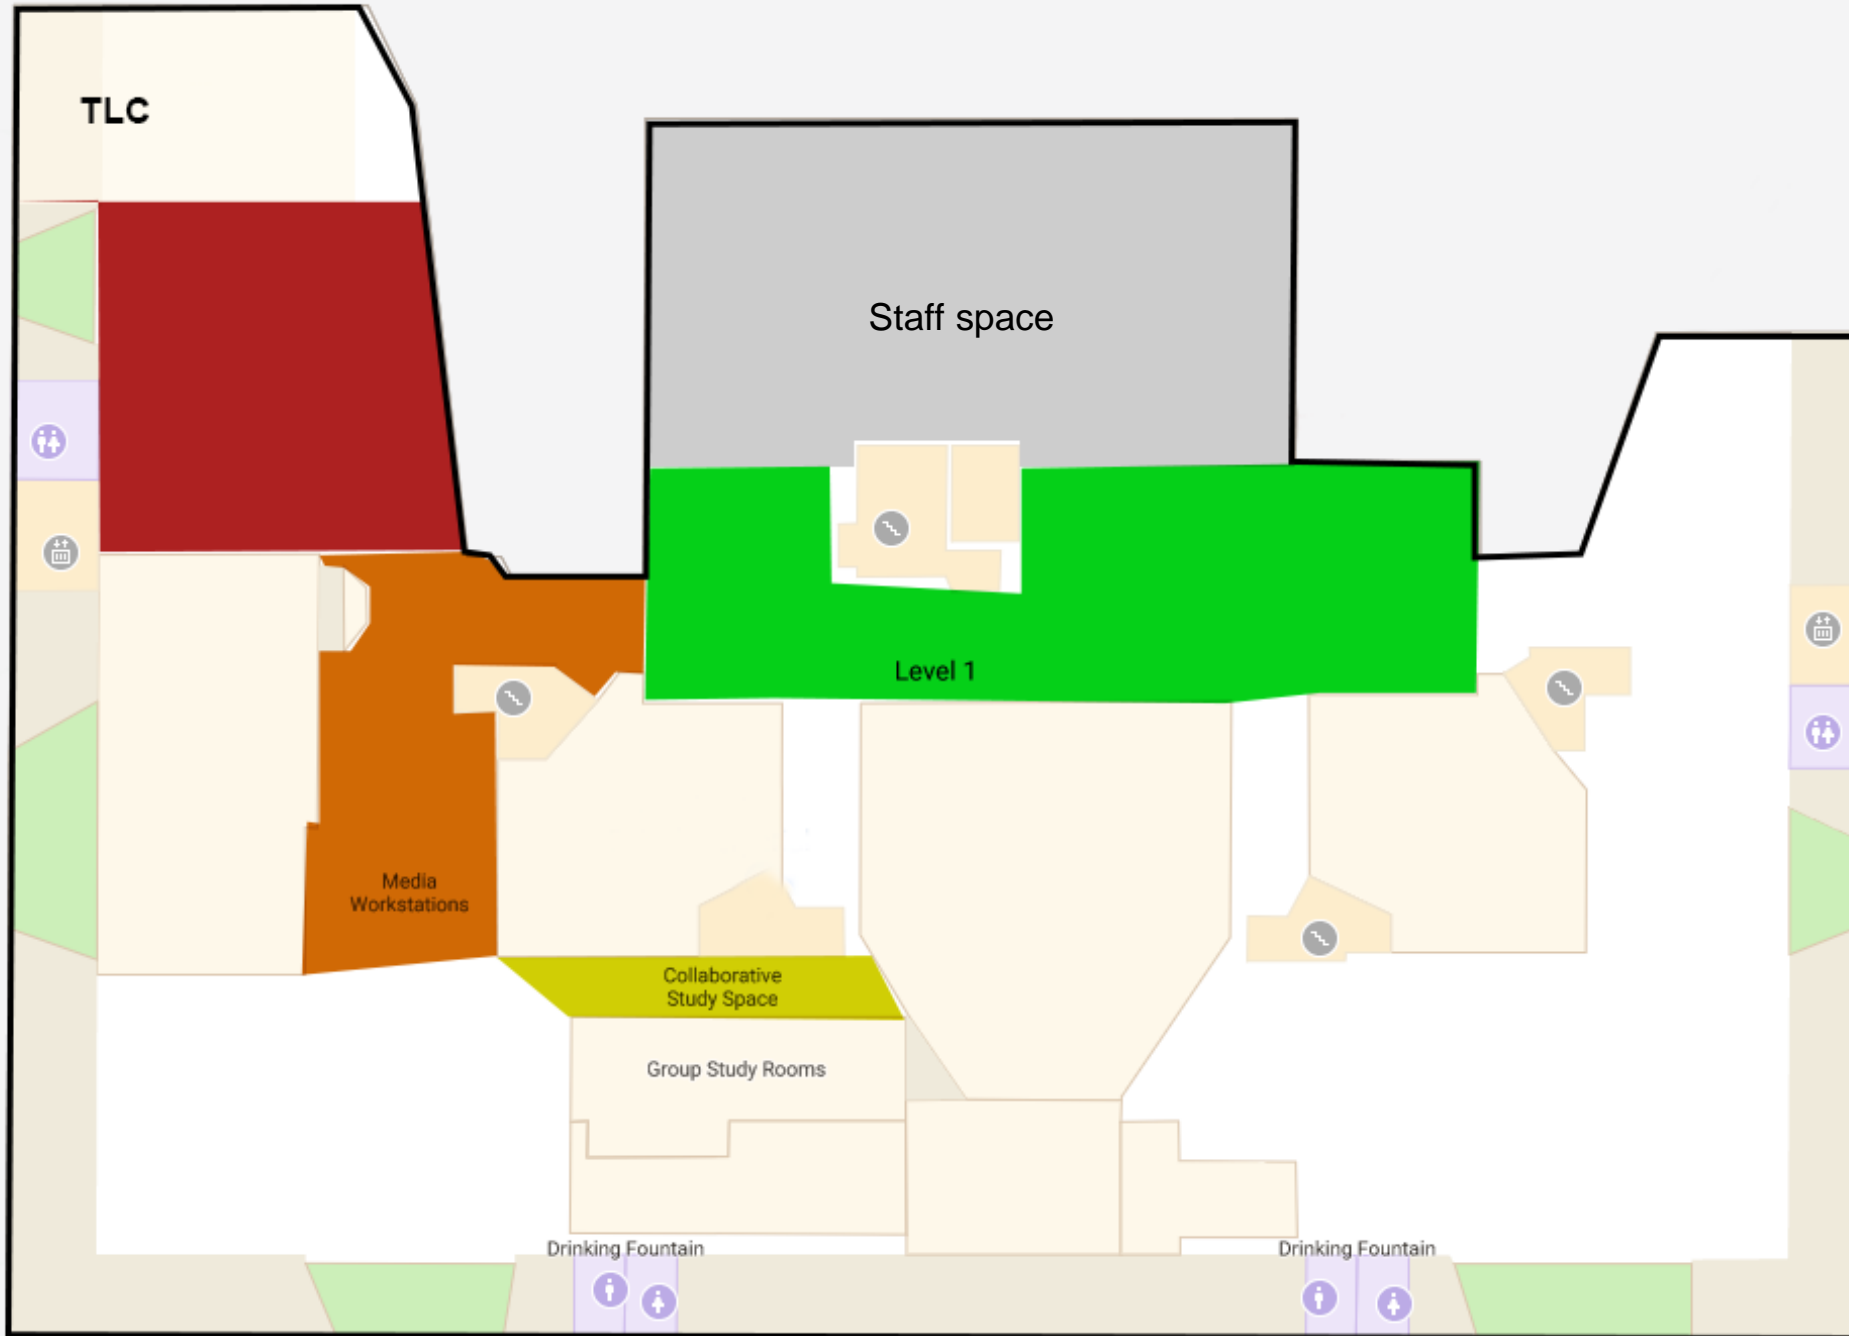 TLC
Staff space
Level 1
Media
Workstations
Collaborative
Study Space
Group Study Rooms
Drinking Fountain
Drinking Fountain